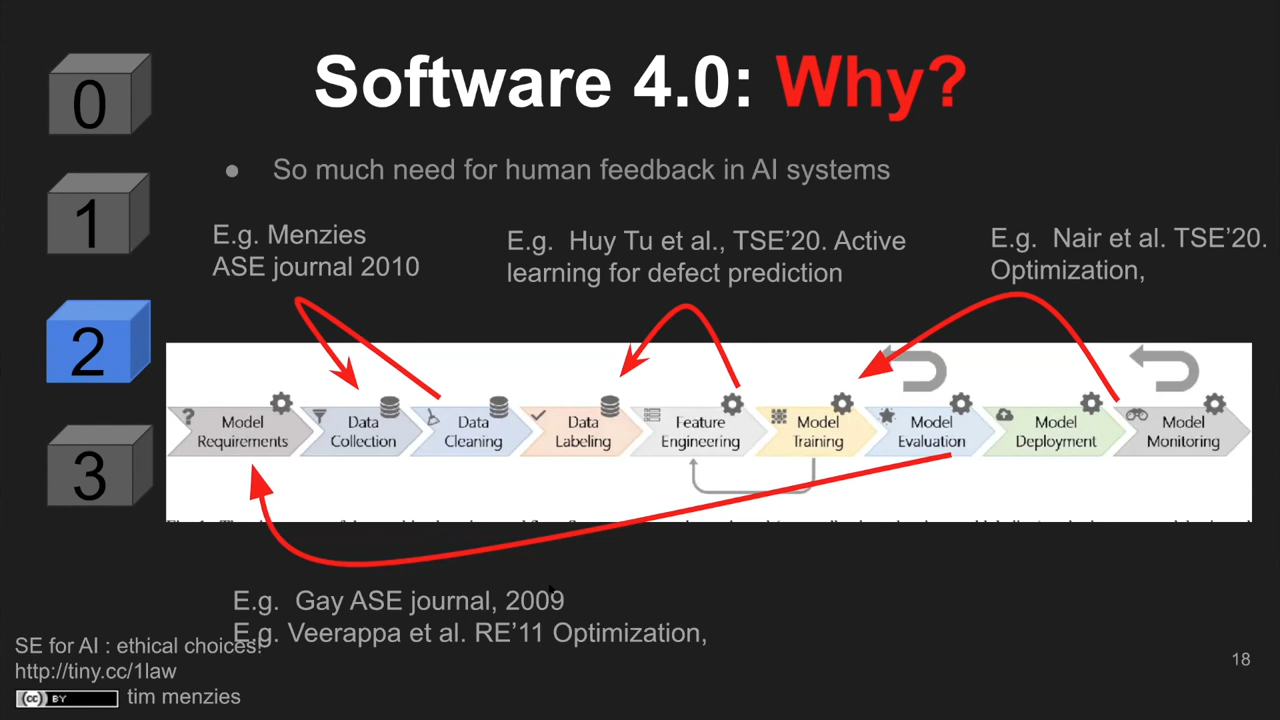 Software 4.0: Why?
0
1
2
3
● So much need for human feedback in AI systems
E.g. Menzies
ASE journal 2010
E.g. Huy Tu et al., TSE’20. Active
learning for defect prediction
E.g. Nair et al. TSE’20.
Optimization,
Model
Requirements
Data
Collection
Data
Cleaning
Data
Labeling
Feature
Engineering
Model
Training
Model
Evaluation
Model
Deployment
Model
Monitoring
E.g. Gay ASE journal, 2009
E.g. Veerappa et al. RE’11 Optimization,
SE for AI : ethical choices!
http://tiny.cc/1law
cc BY
tim menzies
18